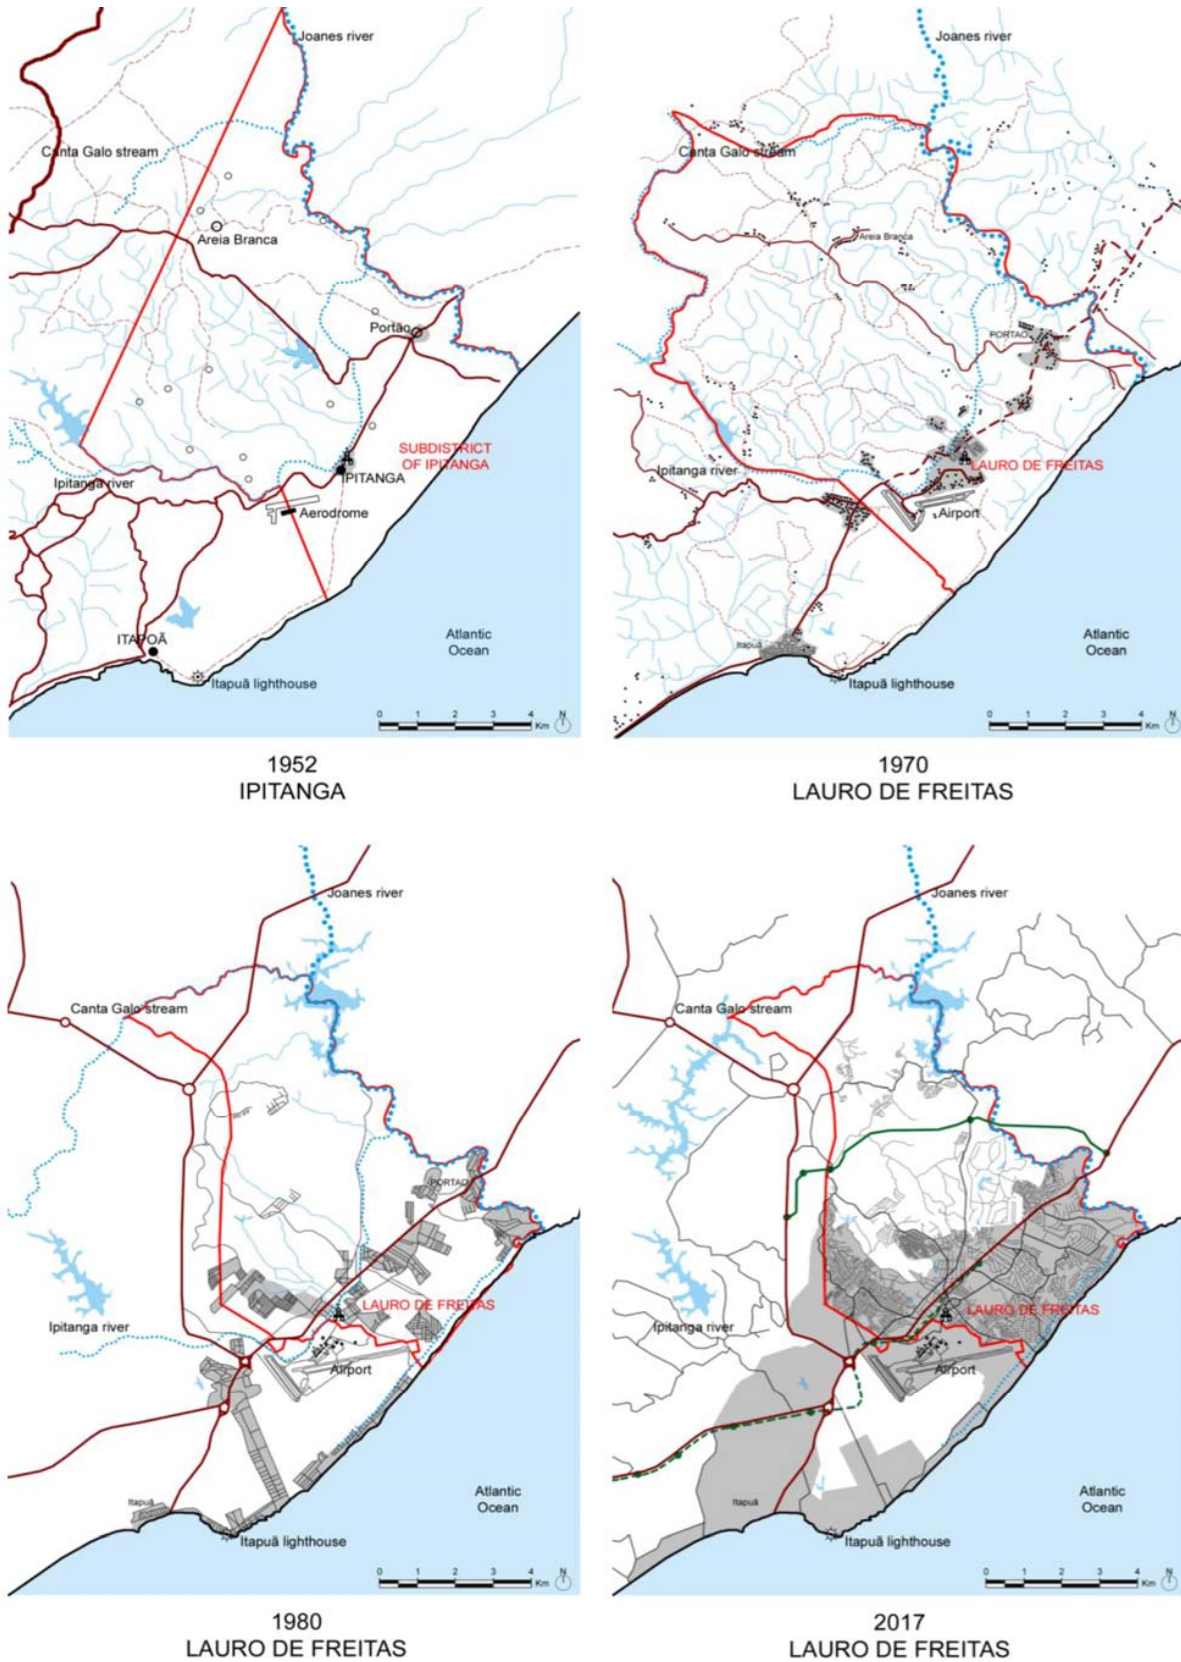 Joanes river
Canta Galo stream
Areia Branca
Portão
SUBDISTRICT
OF IPITANGA
IPITANGA
Ipitanga river
Aerodrome
ITAPOÃ
Atlantic
Ocean
Itapuã lighthouse
0 1 2 3 4
Km N
1952
IPITANGA
Joanes river
Canta Galo stream
Areia Branca
PORTAO
LAURO DE FREITAS
Ipitanga river
Airport
Itapuã
Atlantic
Ocean
Itapuã lighthouse
0 1 2 3 4
Km N
1970
LAURO DE FREITAS
Joanes river
Canta Galo stream
PORTAO
LAURO DE FREITAS
Ipitanga river
Airport
Atlantic
Ocean
Itapuã
Itapuã lighthouse
0 1 2 3 4
Km N
1980
LAURO DE FREITAS
Joanes river
Canta Galo stream
LAURO DE FREITAS
Ipitanga river
Airport
Atlantic
Ocean
Itapuã
Itapuã lighthouse
0 1 2 3 4
Km N
2017
LAURO DE FREITAS